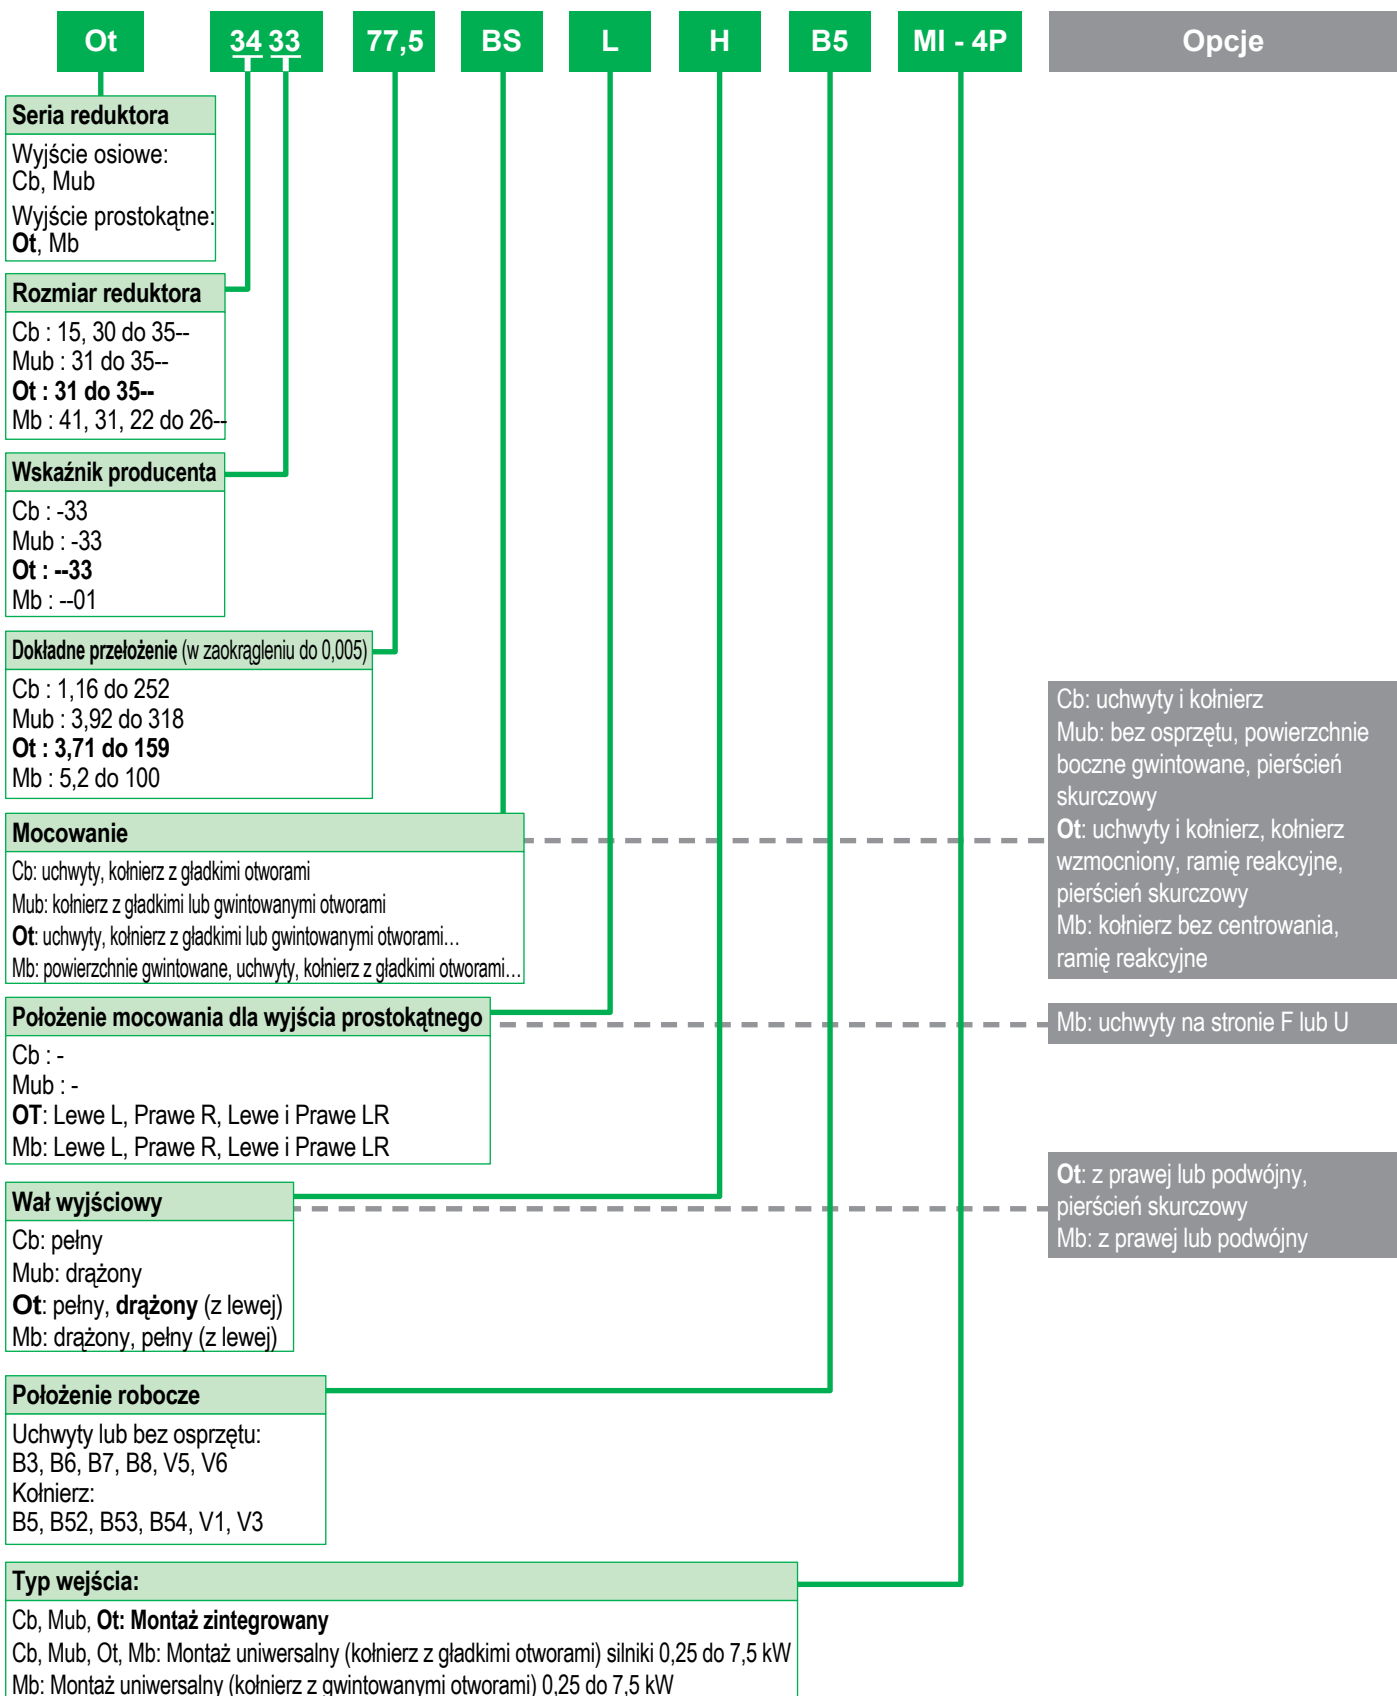 Ot 34 33 77,5 BS L H B5 MI - 4P Opcje
Seria reduktora
Wyjście osiowe:
Cb, Mub
Wyjście prostokątne:
Ot, Mb
Rozmiar reduktora
Cb : 15, 30 do 35--
Mub : 31 do 35--
Ot : 31 do 35--
Mb : 41, 31, 22 do 26--
Wskaźnik producenta
Cb : -33
Mub : -33
Ot : --33
Mb : --01
Dokładne przełożenie (w zaokrągleniu do 0,005)
Cb : 1,16 do 252
Mub : 3,92 do 318
Ot : 3,71 do 159
Mb : 5,2 do 100
Mocowanie
Cb: uchwyty, kołnierz z gładkimi otworami
Mub: kołnierz z gładkimi lub gwintowanymi otworami
Ot: uchwyty, kołnierz z gładkimi lub gwintowanymi otworami...
Mb: powierzchnie gwintowane, uchwyty, kołnierz z gładkimi otworami...
Cb: uchwyty i kołnierz
Mub: bez osprzętu, powierzchnie
boczne gwintowane, pierścień
skurczowy
Ot: uchwyty i kołnierz, kołnierz
wzmocniony, ramię reakcyjne,
pierścień skurczowy
Mb: kołnierz bez centrowania,
ramię reakcyjne
Położenie mocowania dla wyjścia prostokątnego
Cb : -
Mub : -
OT: Lewe L, Prawe R, Lewe i Prawe LR
Mb: Lewe L, Prawe R, Lewe i Prawe LR
Mb: uchwyty na stronie F lub U
Wał wyjściowy
Cb: pełny
Mub: drążony
Ot: pełny, drążony (z lewej)
Mb: drążony, pełny (z lewej)
Ot: z prawej lub podwójny,
pierścień skurczowy
Mb: z prawej lub podwójny
Położenie robocze
Uchwyty lub bez osprzętu:
B3, B6, B7, B8, V5, V6
Kołnierz:
B5, B52, B53, B54, V1, V3
Typ wejścia:
Cb, Mub, Ot: Montaż zintegrowany
Cb, Mub, Ot, Mb: Montaż uniwersalny (kołnierz z gładkimi otworami) silniki 0,25 do 7,5 kW
Mb: Montaż uniwersalny (kołnierz z gwintowanymi otworami) 0,25 do 7,5 kW